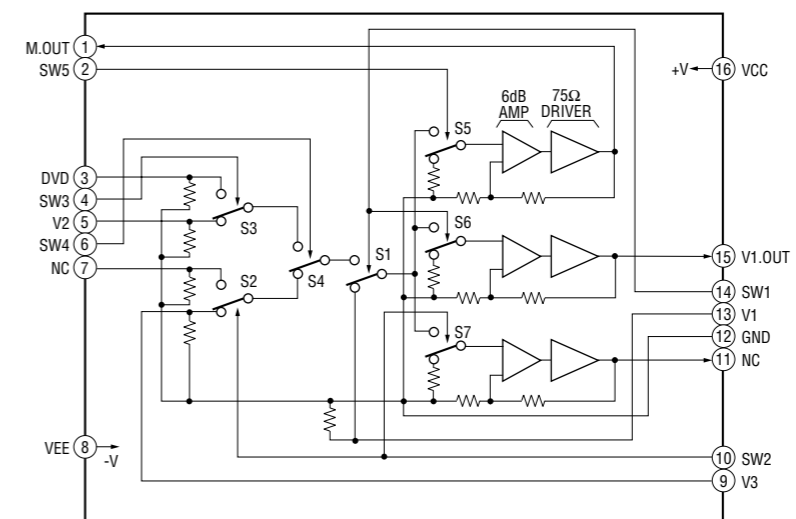 M.OUT 1
SW5 2
DVD 3
SW3 4
V2 5
SW4 6
NC 7
VEE 8
-V
S3
S2
S4
S1
S5
S6
S7
6dB
AMP
75Ω
DRIVER
+V 16 VCC
15 V1.OUT
14 SW1
13 V1
12 GND
11 NC
10 SW2
9 V3